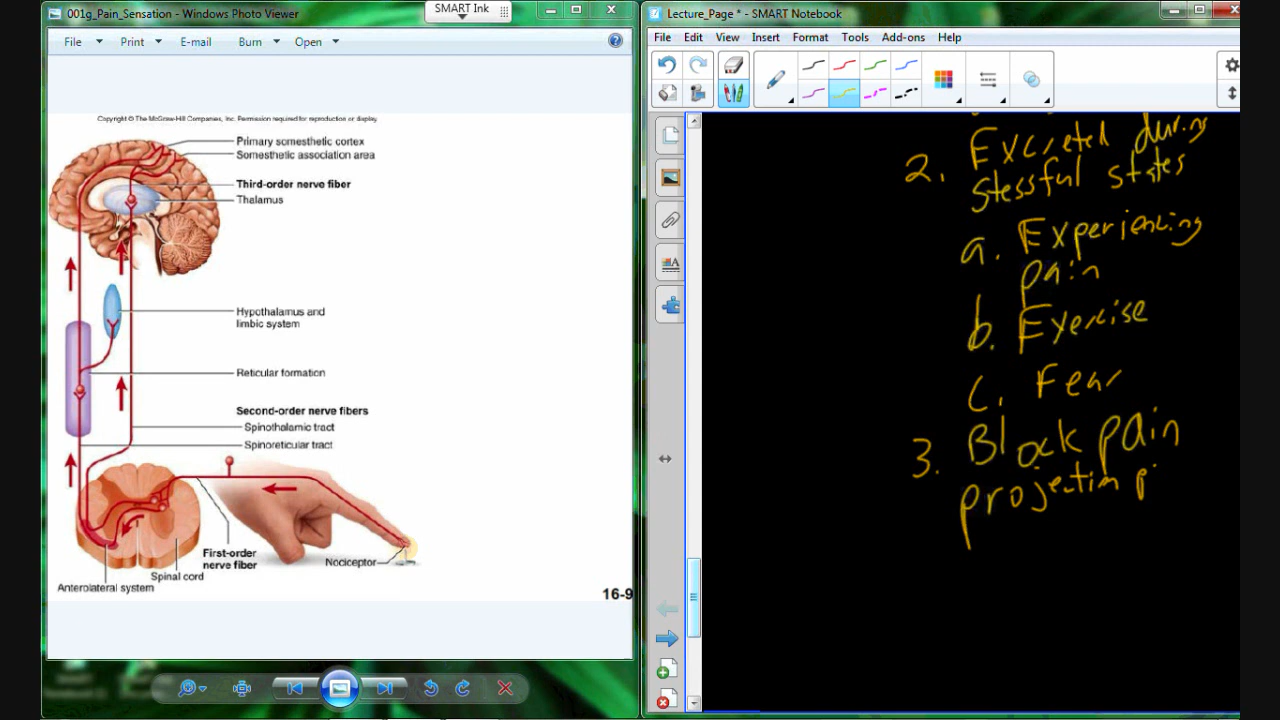 001g_Pain_Sensation - Windows Photo Viewer
SMART Ink
File
Print
E-mail
Burn
Open
Copyright © The McGraw-Hill Companies, Inc. Permission required for reproduction or display.
Primary somesthetic cortex
Somesthetic association area
Third-order nerve fiber
Thalamus
Hypothalamus and
limbic system
Reticular formation
Second-order nerve fibers
Spinothalamic tract
Spinoreticular tract
First-order
nerve fiber
Nociceptor
Spinal cord
Anterolateral system
16-9
Lecture_Page * - SMART Notebook
File Edit View Insert Format Tools Add-ons Help
2. Excreted during
stessful states
a. Experiencing
pain
b. Exercise
c. Fear
3. Block pain
projection p